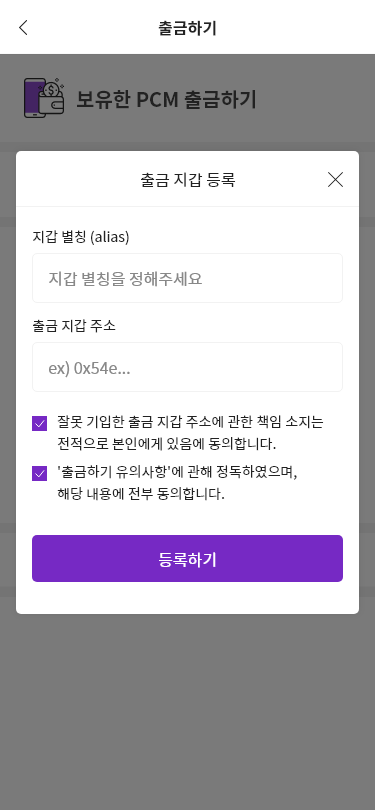 출금하기
보유한 PCM 출금하기
출금 지갑 등록
지갑 별칭 (alias)
지갑 별칭을 정해주세요
출금 지갑 주소
ex) 0x54e...
잘못 기입한 출금 지갑 주소에 관한 책임 소지는
전적으로 본인에게 있음에 동의합니다.
'출금하기 유의사항'에 관해 정독하였으며,
해당 내용에 전부 동의합니다.
등록하기